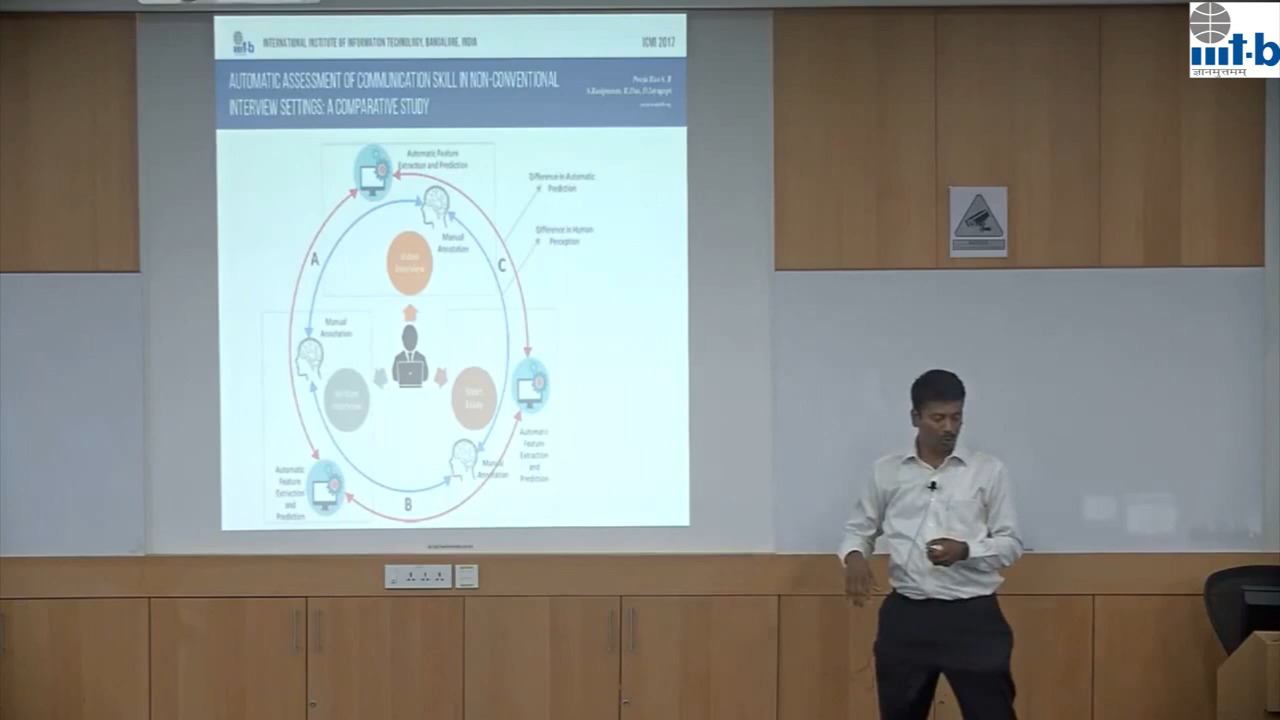 iiit-b
INTERNATIONAL INSTITUTE OF INFORMATION TECHNOLOGY, BANGALORE, INDIA
ICMI 2017
AUTOMATIC ASSESSMENT OF COMMUNICATION SKILL IN NON-CONVENTIONAL
INTERVIEW SETTINGS: A COMPARATIVE STUDY
Pooja Rao S. B
Automatic Feature
Extraction and Prediction
Difference in Automatic
Prediction
Difference in Human
Perception
Manual
Annotation
Video
Interview
A
C
Manual
Annotation
Written
Interview
Short
Essay
Automatic
Feature
Extraction
and
Prediction
Manual
Annotation
Automatic
Feature
Extraction
and
Prediction
B
iiit-b
ज्ञानमुत्तमम्